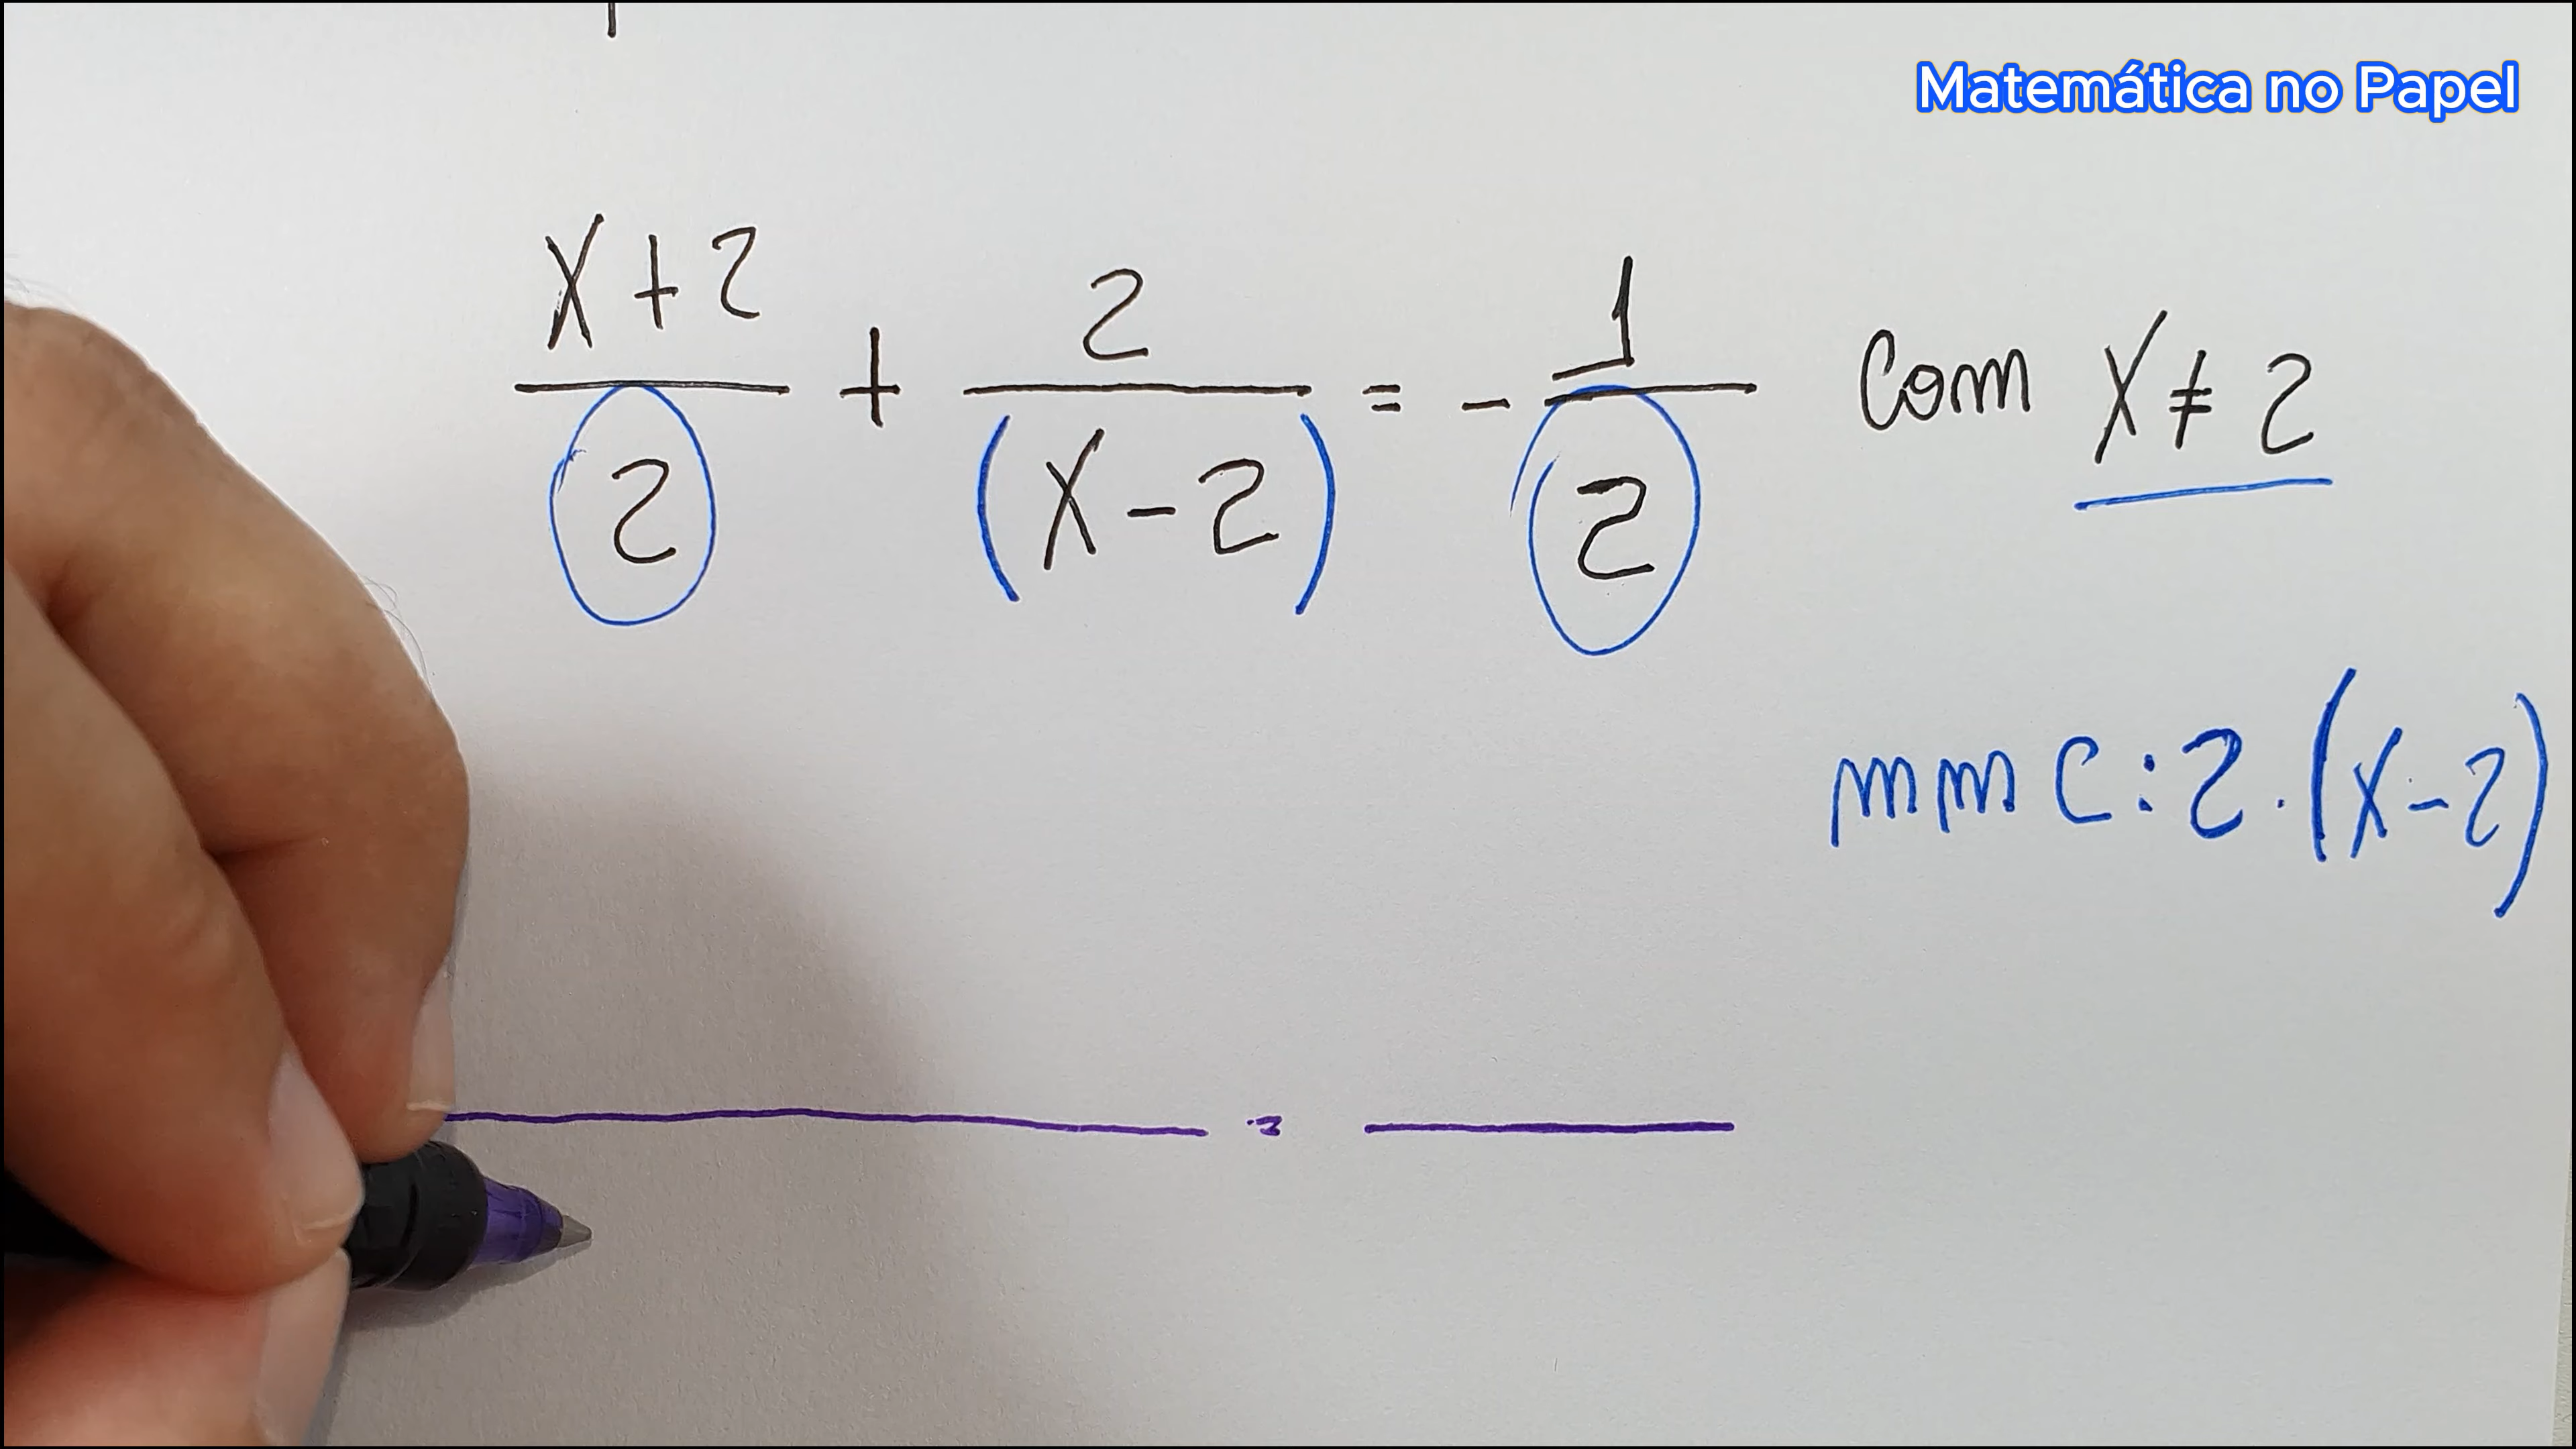 Matemática no Papel
x+2/2 + 2/(x-2) = -1/2 com x≠2
mmc: 2·(x-2)
=